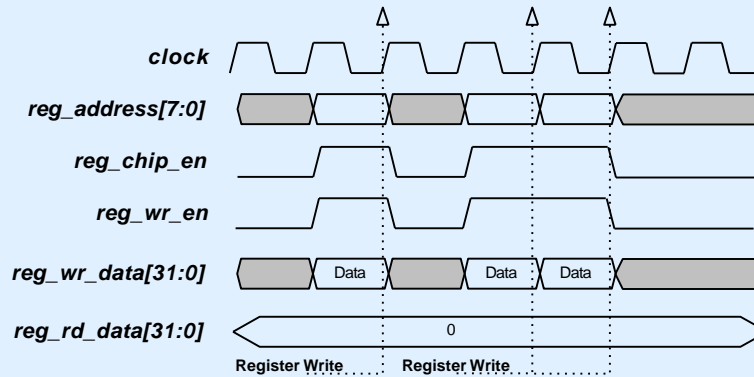 clock
reg_address[7:0]
reg_chip_en
reg_wr_en
reg_wr_data[31:0] Data Data Data
reg_rd_data[31:0] 0
Register Write Register Write